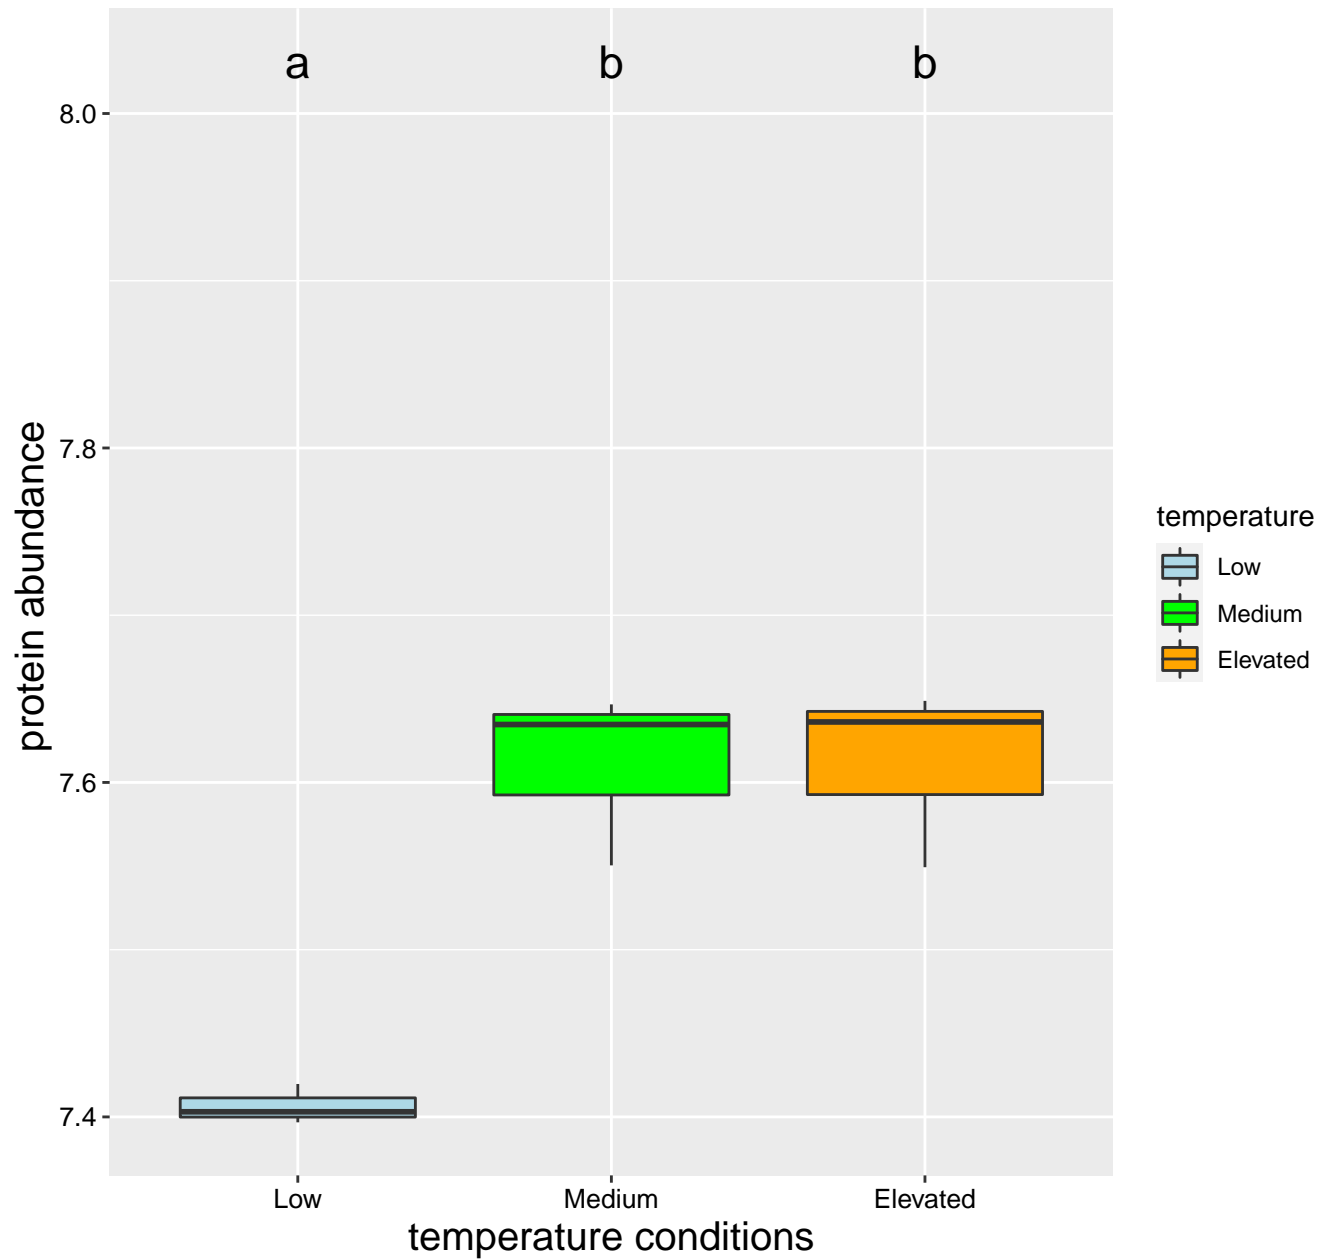 a b b
8.0
7.8
7.6
7.4
protein abundance
Low Medium Elevated
temperature conditions
temperature
Low
Medium
Elevated